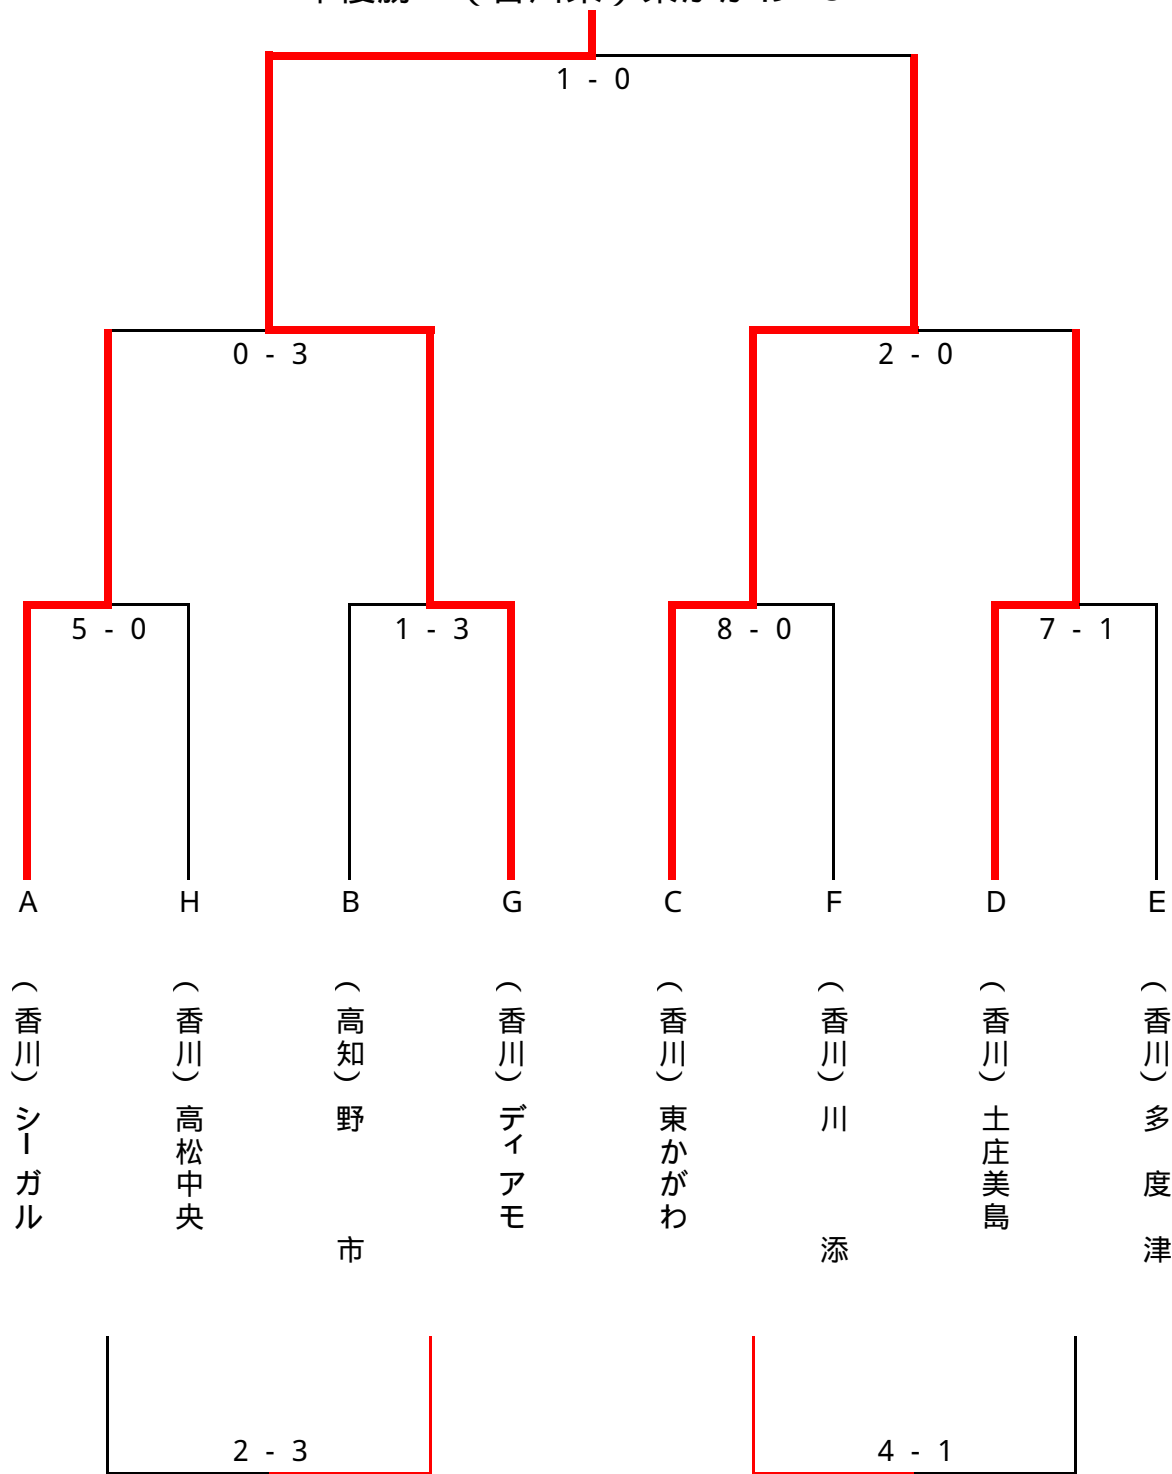 1 - 0
0 - 3
2 - 0
5 - 0
1 - 3
8 - 0
7 - 1
A
H
B
G
C
F
D
E
(香川)シーガル
(香川)高松中央
(高知)野 市
(香川)ディアモ
(香川)東かがわ
(香川)川 添
(香川)土庄美島
(香川)多度津
2 - 3
4 - 1